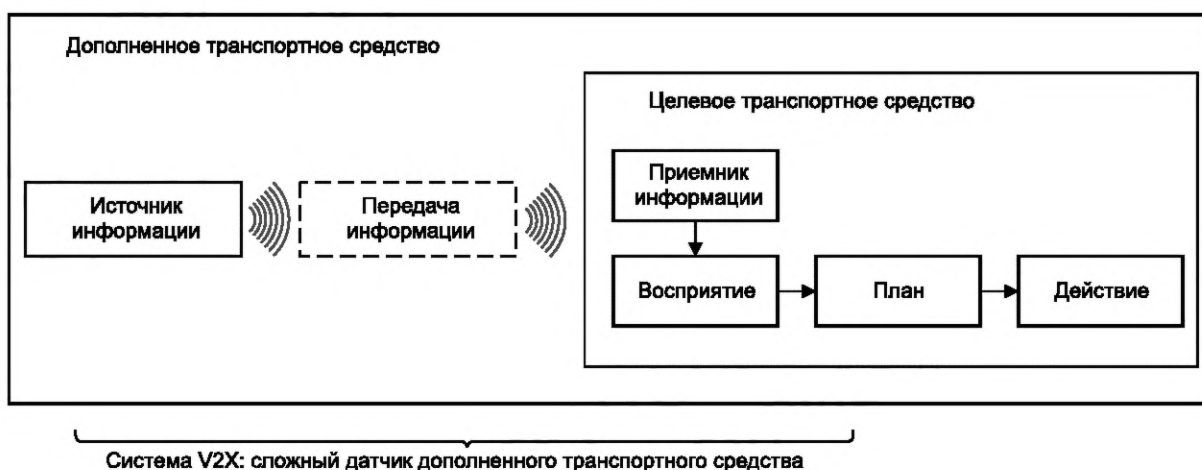 Дополненное транспортное средство
Целевое транспортное средство
Источник
информации
Передача
информации
Приемник
информации
Восприятие
План
Действие
Система V2X: сложный датчик дополненного транспортного средства